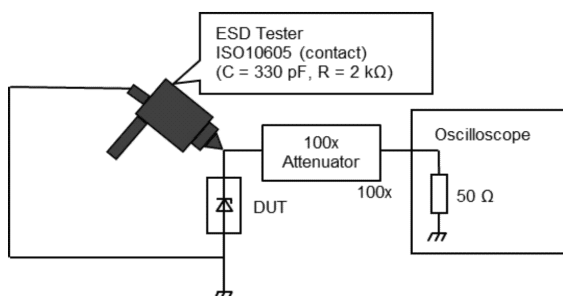 ESD Tester
ISO10605 (contact)
(C = 330 pF, R = 2 kΩ)
100x
Attenuator
Oscilloscope
100x
50 Ω
DUT